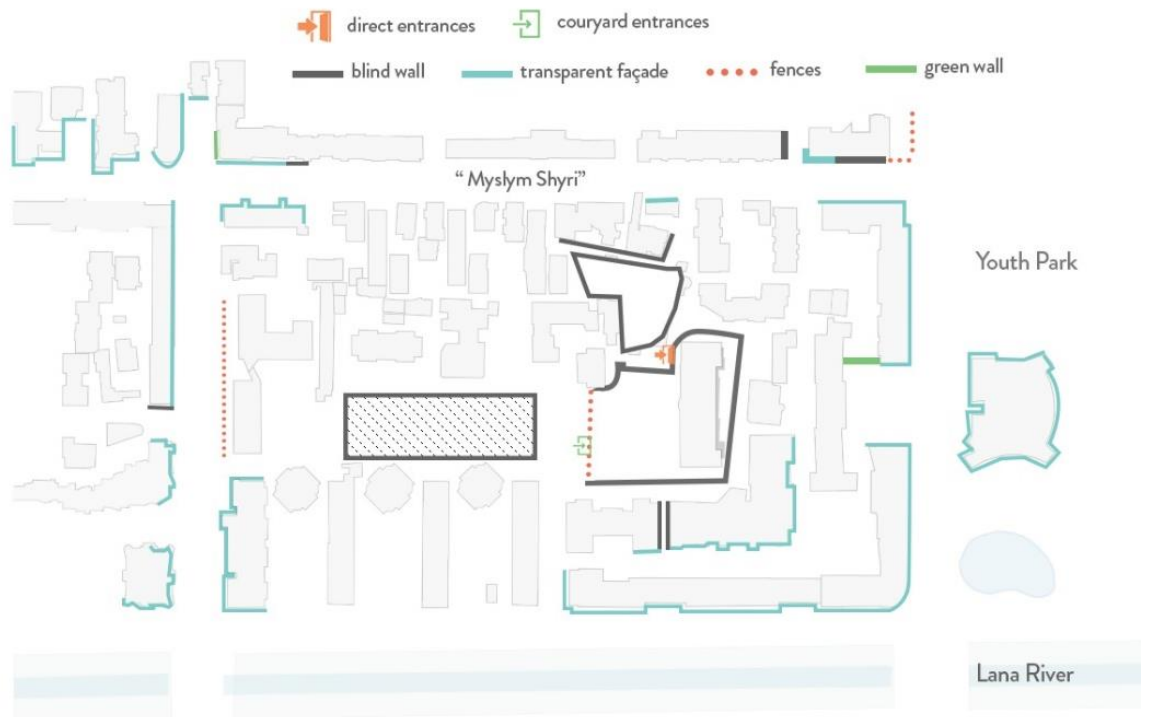 direct entrances
couryard entrances
blind wall
transparent façade
fences
green wall
“ Myslym Shyri”
Youth Park
Lana River